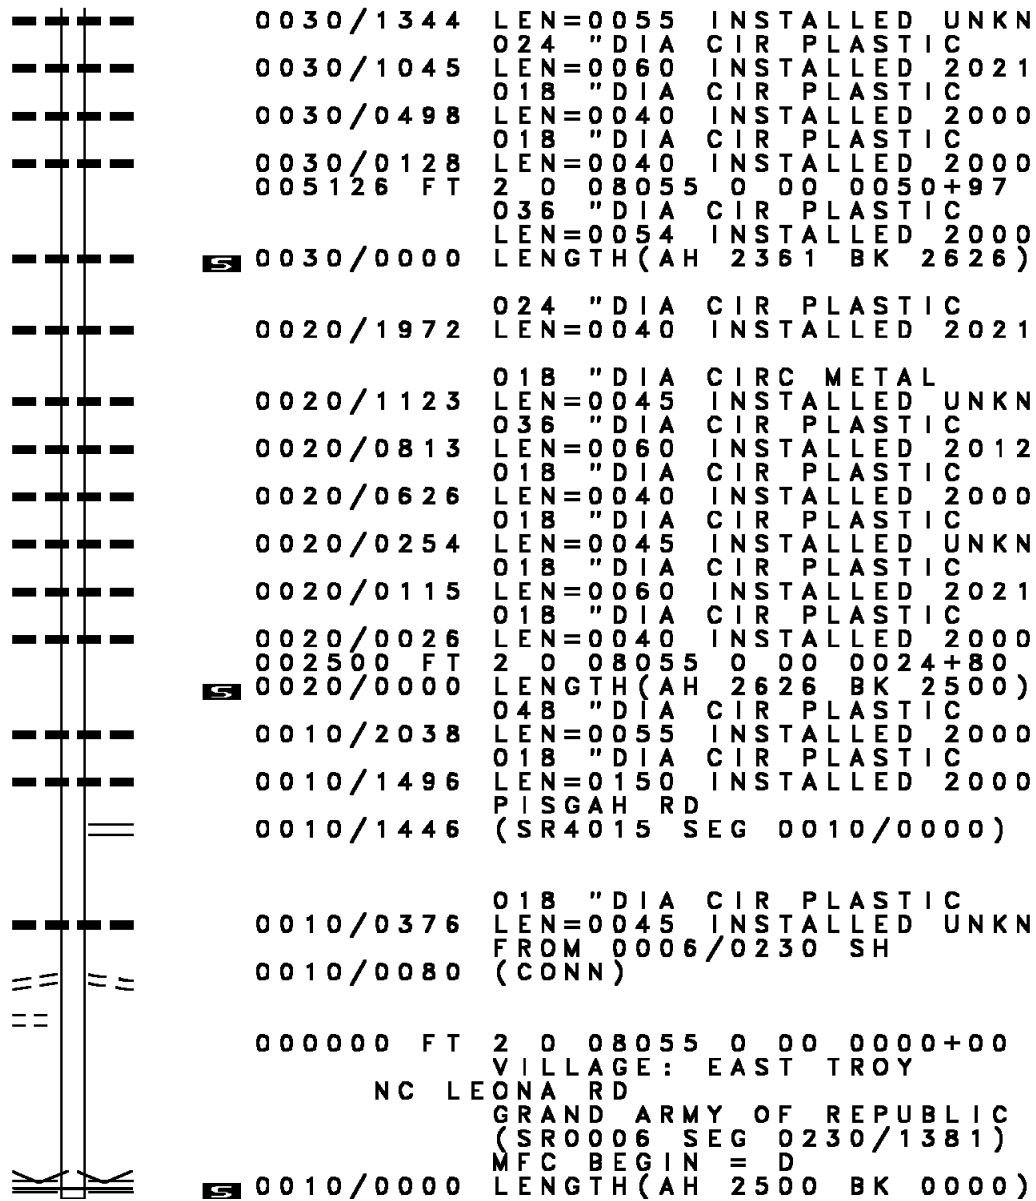 0030/1344 LEN=0055 INSTALLED UNKN
024 "DIA CIR PLASTIC
0030/1045 LEN=0060 INSTALLED 2021
018 "DIA CIR PLASTIC
0030/0498 LEN=0040 INSTALLED 2000
018 "DIA CIR PLASTIC
0030/0128 LEN=0040 INSTALLED 2000
005126 FT 2 0 08055 0 00 0050+97
036 "DIA CIR PLASTIC
LEN=0054 INSTALLED 2000
S 0030/0000 LENGTH(AH 2361 BK 2626)
024 "DIA CIR PLASTIC
0020/1972 LEN=0040 INSTALLED 2021
018 "DIA CIRC METAL
0020/1123 LEN=0045 INSTALLED UNKN
036 "DIA CIR PLASTIC
0020/0813 LEN=0060 INSTALLED 2012
018 "DIA CIR PLASTIC
0020/0626 LEN=0040 INSTALLED 2000
018 "DIA CIR PLASTIC
0020/0254 LEN=0045 INSTALLED UNKN
018 "DIA CIR PLASTIC
0020/0115 LEN=0060 INSTALLED 2021
018 "DIA CIR PLASTIC
0020/0026 LEN=0040 INSTALLED 2000
002500 FT 2 0 08055 0 00 0024+80
S 0020/0000 LENGTH(AH 2626 BK 2500)
048 "DIA CIR PLASTIC
0010/2038 LEN=0055 INSTALLED 2000
018 "DIA CIR PLASTIC
0010/1496 LEN=0150 INSTALLED 2000
PISGAH RD
0010/1446 (SR4015 SEG 0010/0000)
018 "DIA CIR PLASTIC
0010/0376 LEN=0045 INSTALLED UNKN
FROM 0006/0230 SH
0010/0080 (CONN)
000000 FT 2 0 08055 0 00 0000+00
VILLAGE: EAST TROY
NC LEONA RD
GRAND ARMY OF REPUBLIC
(SR0006 SEG 0230/1381)
MFC BEGIN = D
S 0010/0000 LENGTH(AH 2500 BK 0000)